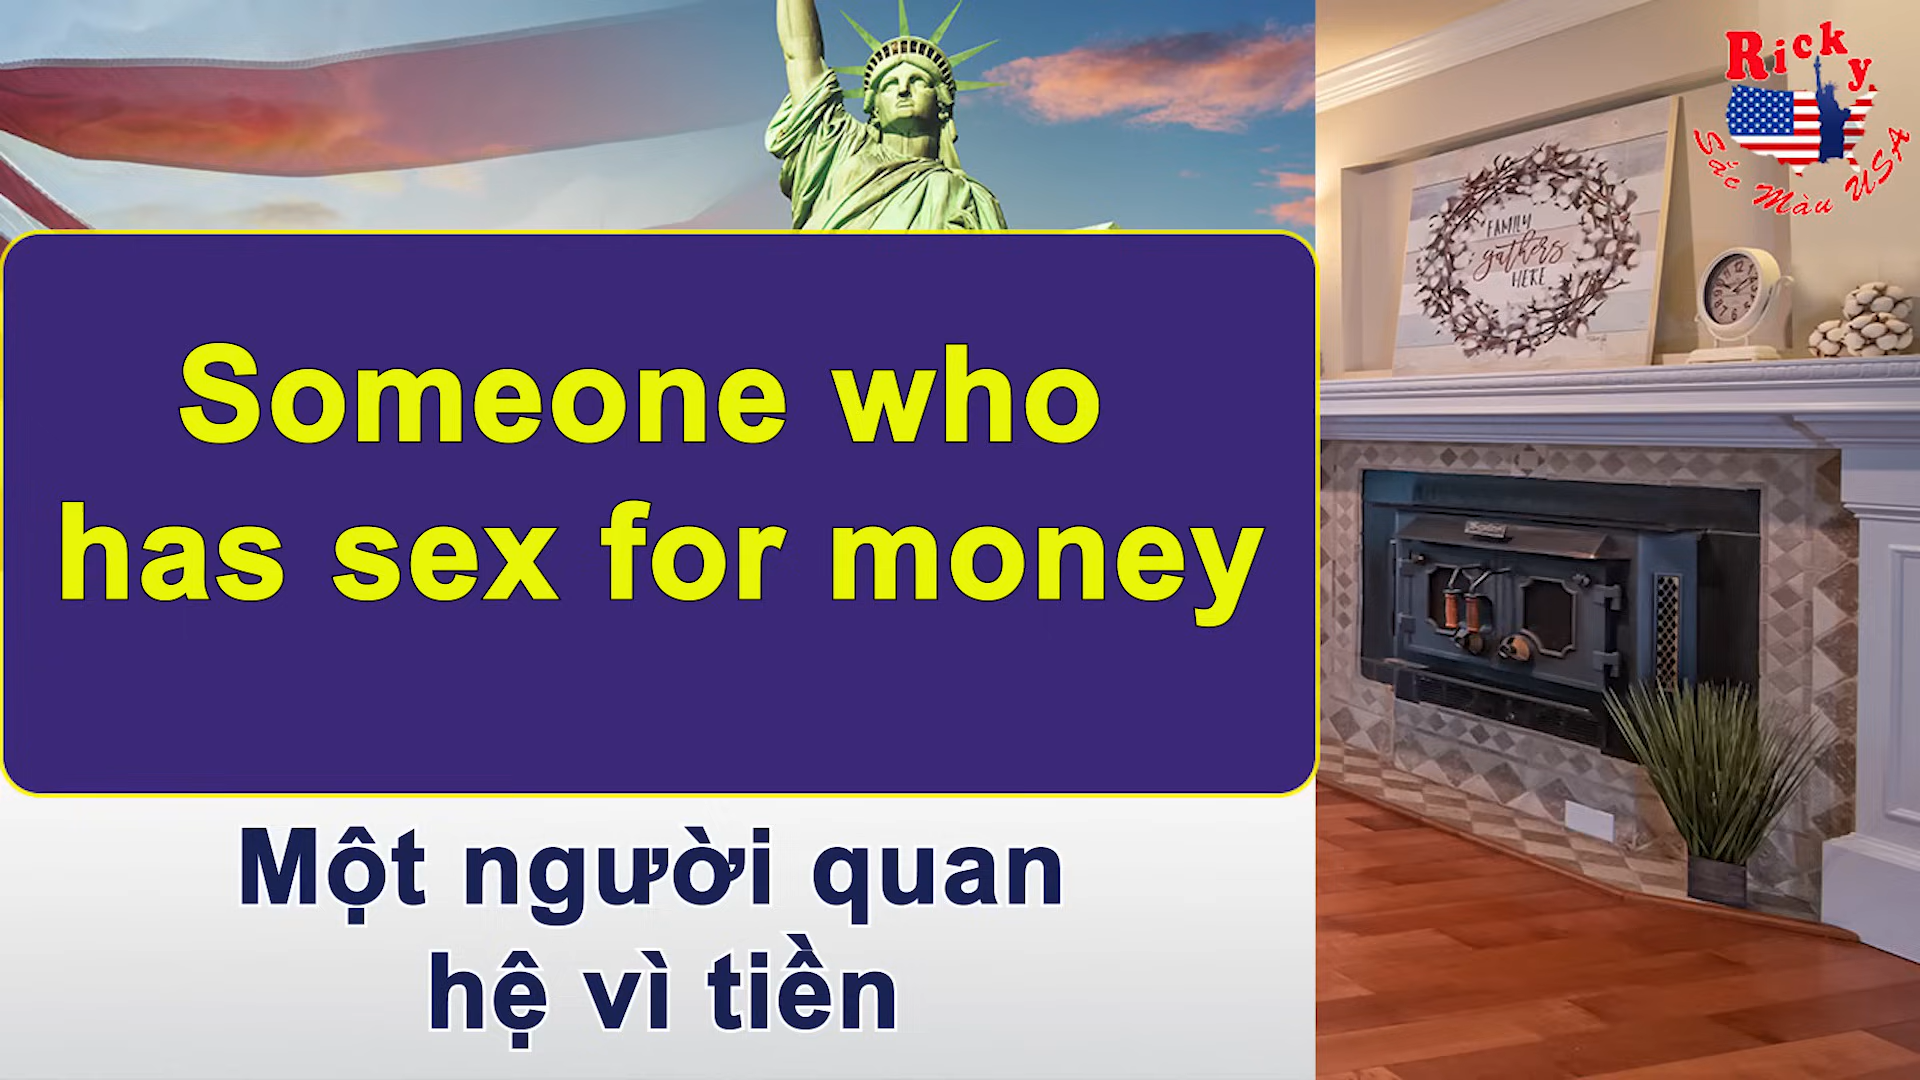 Someone who
has sex for money
Một người quan
hệ vì tiền
Ricky
Sắc Màu USA
FAMILY
gathers
HERE